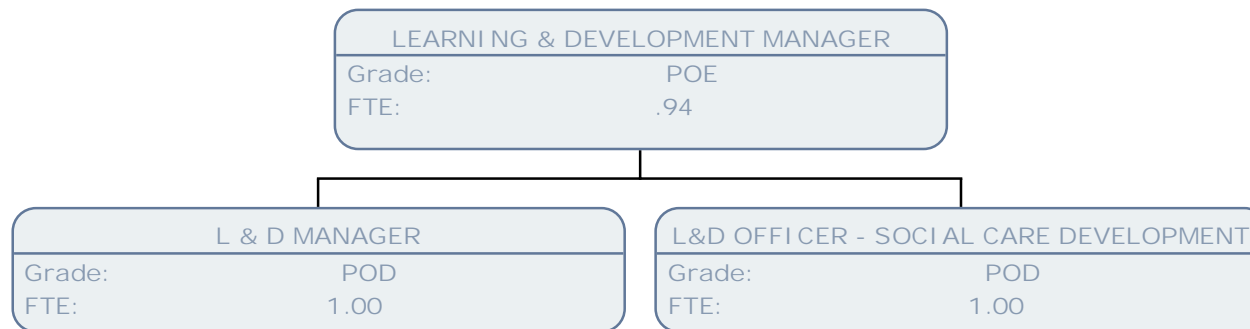 LEARNING & DEVELOPMENT MANAGER
Grade: POE
FTE: .94
L & D MANAGER
Grade: POD
FTE: 1.00
L&D OFFICER - SOCIAL CARE DEVELOPMENT
Grade: POD
FTE: 1.00